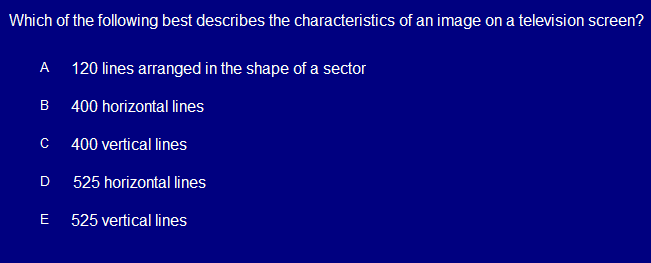 Which of the following best describes the characteristics of an image on a television screen?
A 120 lines arranged in the shape of a sector
B 400 horizontal lines
C 400 vertical lines
D 525 horizontal lines
E 525 vertical lines